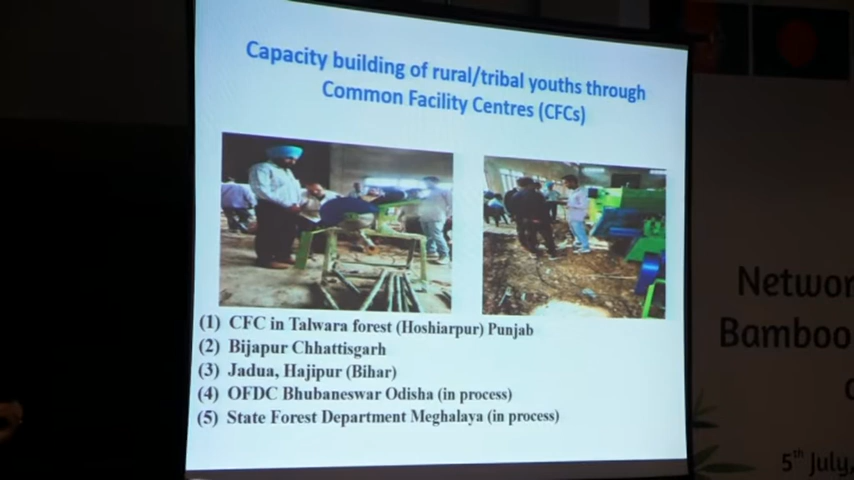 Capacity building of rural/tribal youths through
Common Facility Centres (CFCs)
(1) CFC in Talwara forest (Hoshiarpur) Punjab
(2) Bijapur Chhattisgarh
(3) Jadua, Hajipur (Bihar)
(4) OFDC Bhubaneswar Odisha (in process)
(5) State Forest Department Meghalaya (in process)
Networ
Bamboo
5th July,